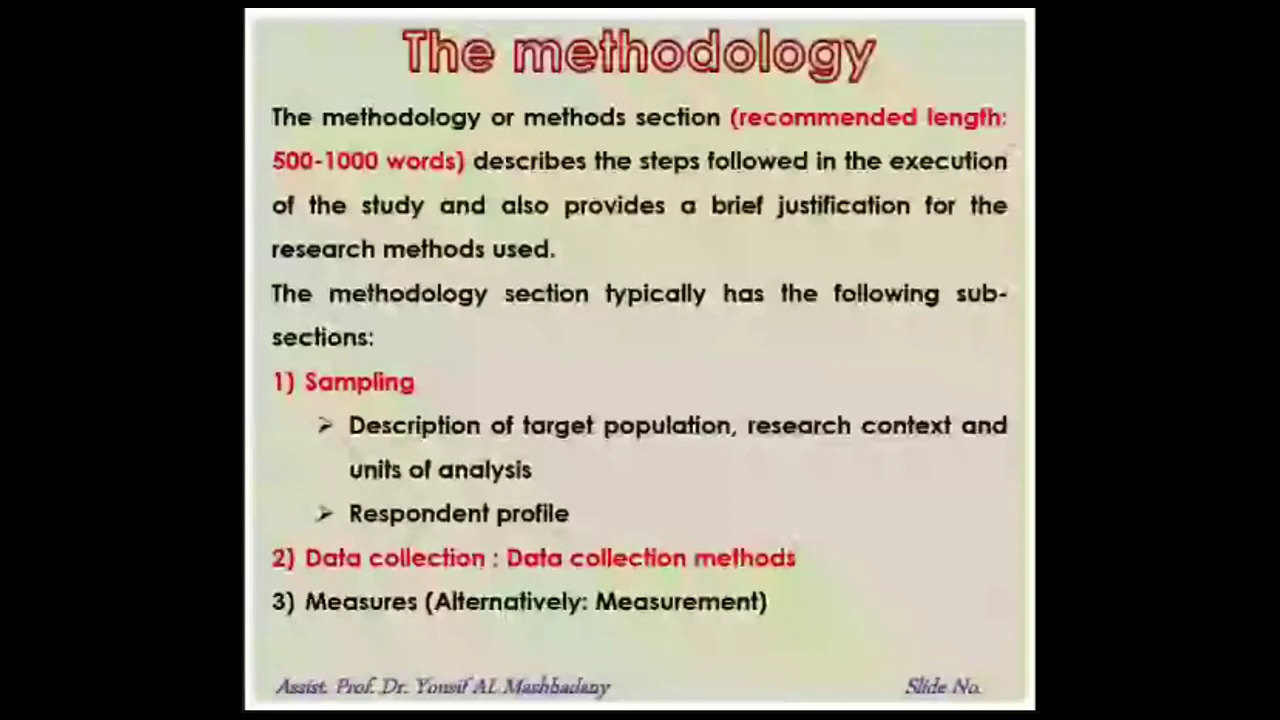 The methodology
The methodology or methods section (recommended length:
500-1000 words) describes the steps followed in the execution
of the study and also provides a brief justification for the
research methods used.
The methodology section typically has the following sub-
sections:
1) Sampling
➢ Description of target population, research context and
units of analysis
➢ Respondent profile
2) Data collection : Data collection methods
3) Measures (Alternatively: Measurement)
Assist. Prof. Dr. Yousif AL Mashhadany
Slide No.